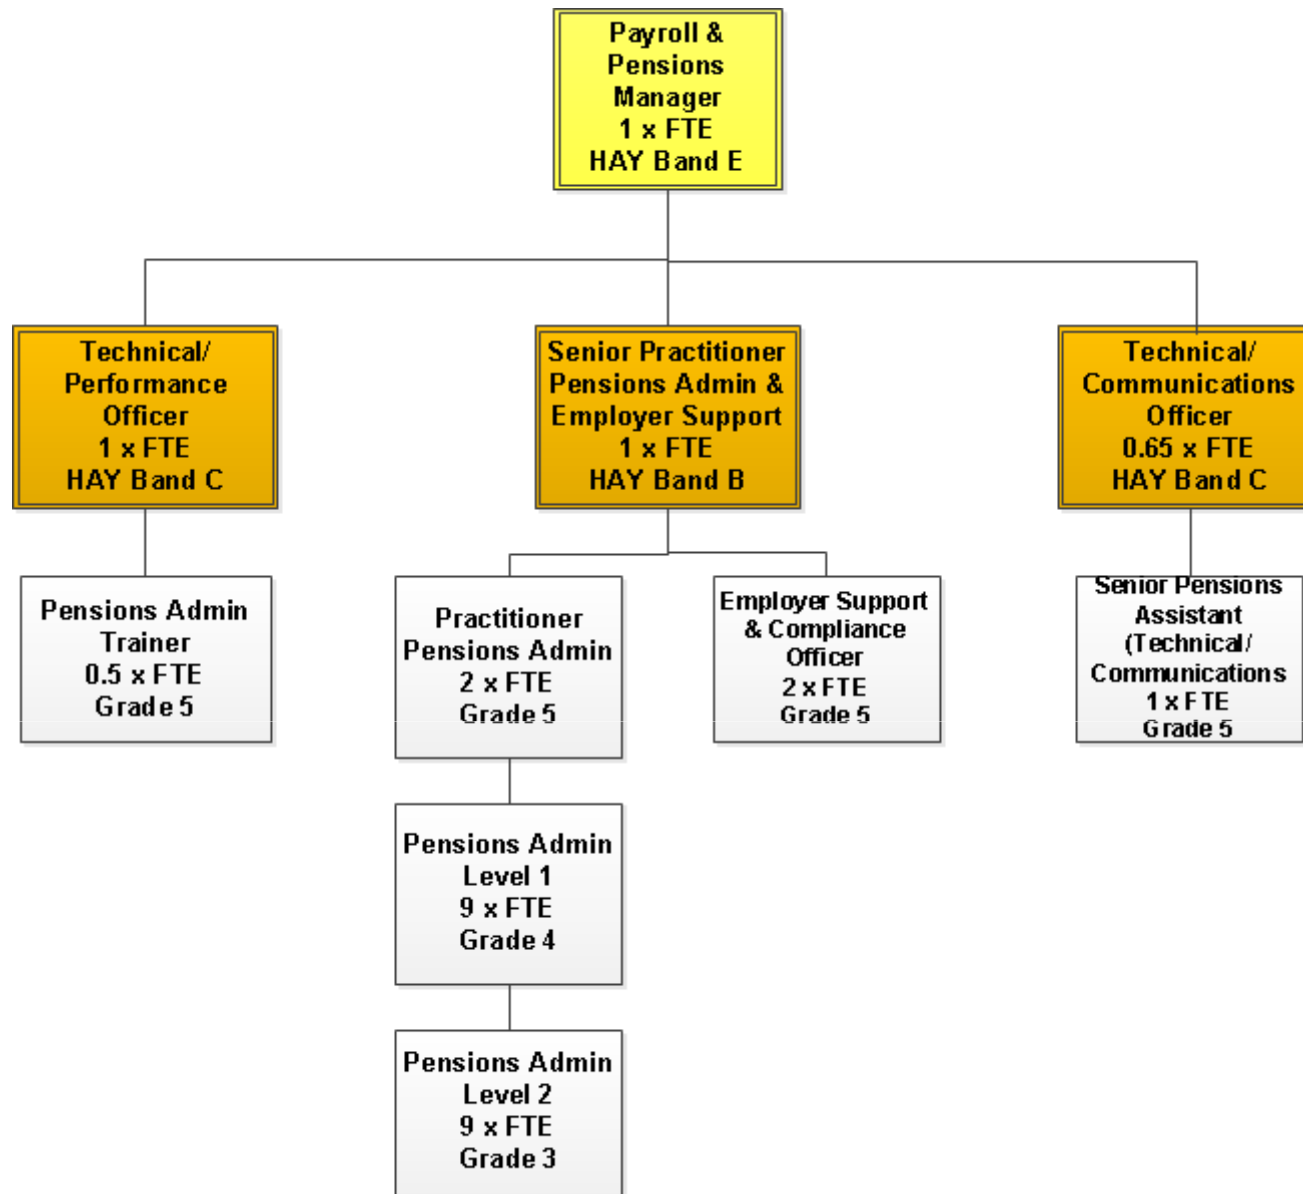 Payroll &
Pensions
Manager
1 x FTE
HAY Band E
Technical/
Performance
Officer
1 x FTE
HAY Band C
Senior Practitioner
Pensions Admin &
Employer Support
1 x FTE
HAY Band B
Technical/
Communications
Officer
0.65 x FTE
HAY Band C
Pensions Admin
Trainer
0.5 x FTE
Grade 5
Practitioner
Pensions Admin
2 x FTE
Grade 5
Employer Support
& Compliance
Officer
2 x FTE
Grade 5
Senior Pensions
Assistant
(Technical/
Communications
1 x FTE
Grade 5
Pensions Admin
Level 1
9 x FTE
Grade 4
Pensions Admin
Level 2
9 x FTE
Grade 3